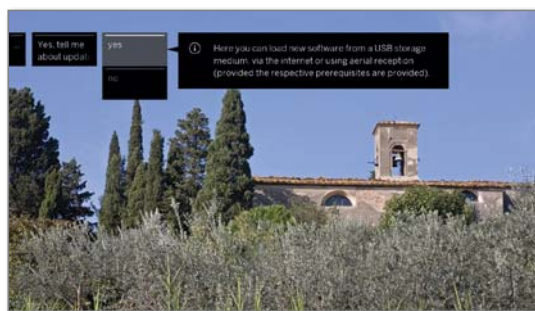 Yes, tell me
about updat
yes
no
Here you can load new software from a USB storage
medium, via the internet or using aerial reception
(provided the respective prerequisites are provided).